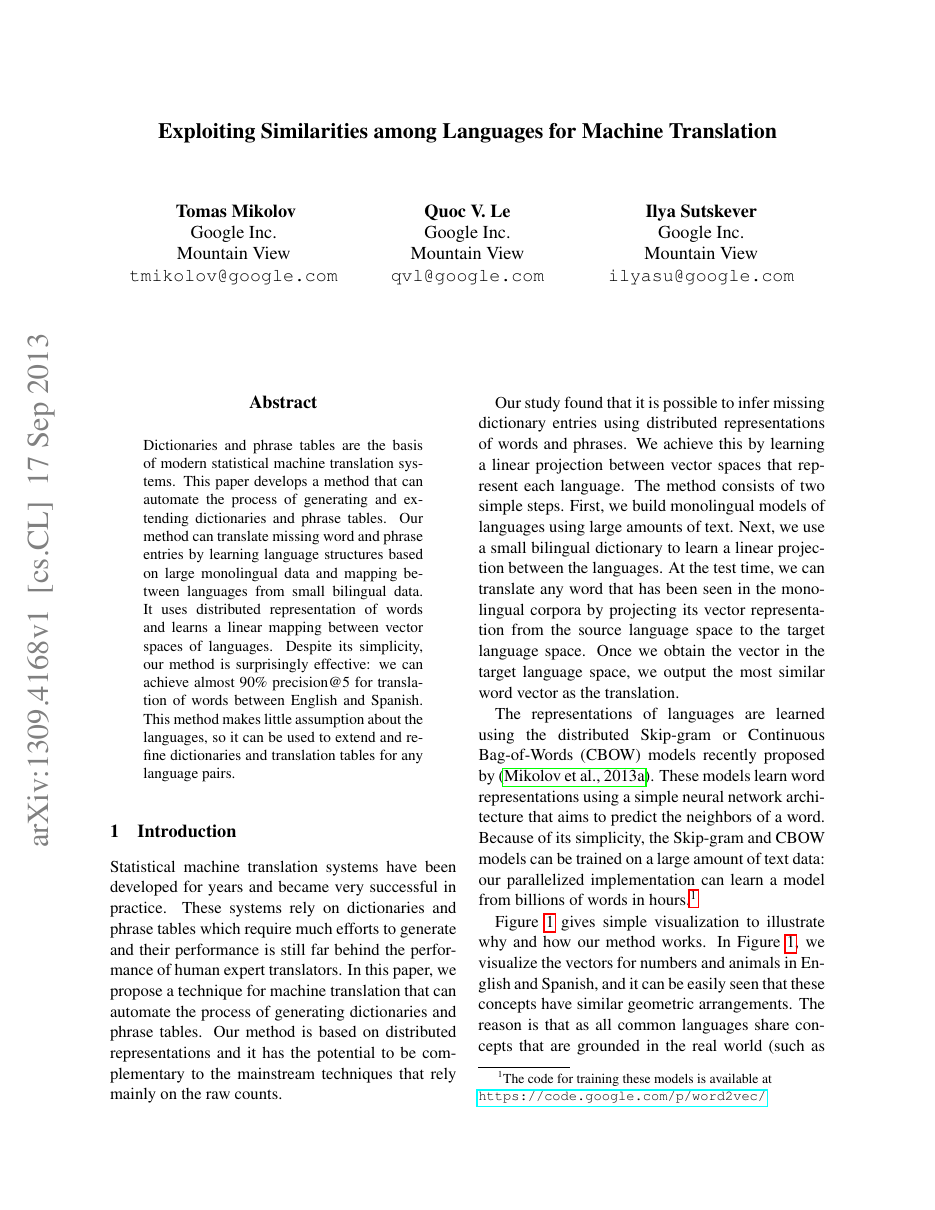 Exploiting Similarities among Languages for Machine Translation
Tomas Mikolov
Google Inc.
Mountain View
tmikolov@google.com
Quoc V. Le
Google Inc.
Mountain View
qvl@google.com
Ilya Sutskever
Google Inc.
Mountain View
ilyasu@google.com
arXiv:1309.4168v1 [cs.CL] 17 Sep 2013
Abstract
Dictionaries and phrase tables are the basis
of modern statistical machine translation sys-
tems. This paper develops a method that can
automate the process of generating and ex-
tending dictionaries and phrase tables. Our
method can translate missing word and phrase
entries by learning language structures based
on large monolingual data and mapping be-
tween languages from small bilingual data.
It uses distributed representation of words
and learns a linear mapping between vector
spaces of languages. Despite its simplicity,
our method is surprisingly effective: we can
achieve almost 90% precision@5 for transla-
tion of words between English and Spanish.
This method makes little assumption about the
languages, so it can be used to extend and re-
fine dictionaries and translation tables for any
language pairs.
1 Introduction
Statistical machine translation systems have been
developed for years and became very successful in
practice. These systems rely on dictionaries and
phrase tables which require much efforts to generate
and their performance is still far behind the perfor-
mance of human expert translators. In this paper, we
propose a technique for machine translation that can
automate the process of generating dictionaries and
phrase tables. Our method is based on distributed
representations and it has the potential to be com-
plementary to the mainstream techniques that rely
mainly on the raw counts.
Our study found that it is possible to infer missing
dictionary entries using distributed representations
of words and phrases. We achieve this by learning
a linear projection between vector spaces that rep-
resent each language. The method consists of two
simple steps. First, we build monolingual models of
languages using large amounts of text. Next, we use
a small bilingual dictionary to learn a linear projec-
tion between the languages. At the test time, we can
translate any word that has been seen in the mono-
lingual corpora by projecting its vector representa-
tion from the source language space to the target
language space. Once we obtain the vector in the
target language space, we output the most similar
word vector as the translation.
The representations of languages are learned
using the distributed Skip-gram or Continuous
Bag-of-Words (CBOW) models recently proposed
by (Mikolov et al., 2013a). These models learn word
representations using a simple neural network archi-
tecture that aims to predict the neighbors of a word.
Because of its simplicity, the Skip-gram and CBOW
models can be trained on a large amount of text data:
our parallelized implementation can learn a model
from billions of words in hours.1
Figure 1 gives simple visualization to illustrate
why and how our method works. In Figure 1, we
visualize the vectors for numbers and animals in En-
glish and Spanish, and it can be easily seen that these
concepts have similar geometric arrangements. The
reason is that as all common languages share con-
cepts that are grounded in the real world (such as
1The code for training these models is available at
https://code.google.com/p/word2vec/